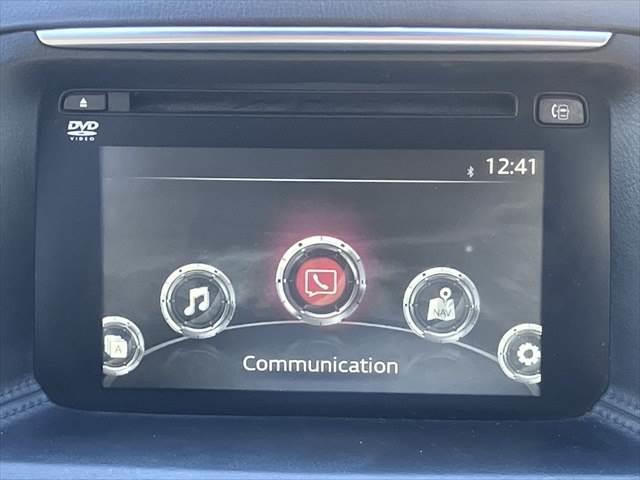 DVD
VIDEO
12:41
NAV
A
Communication